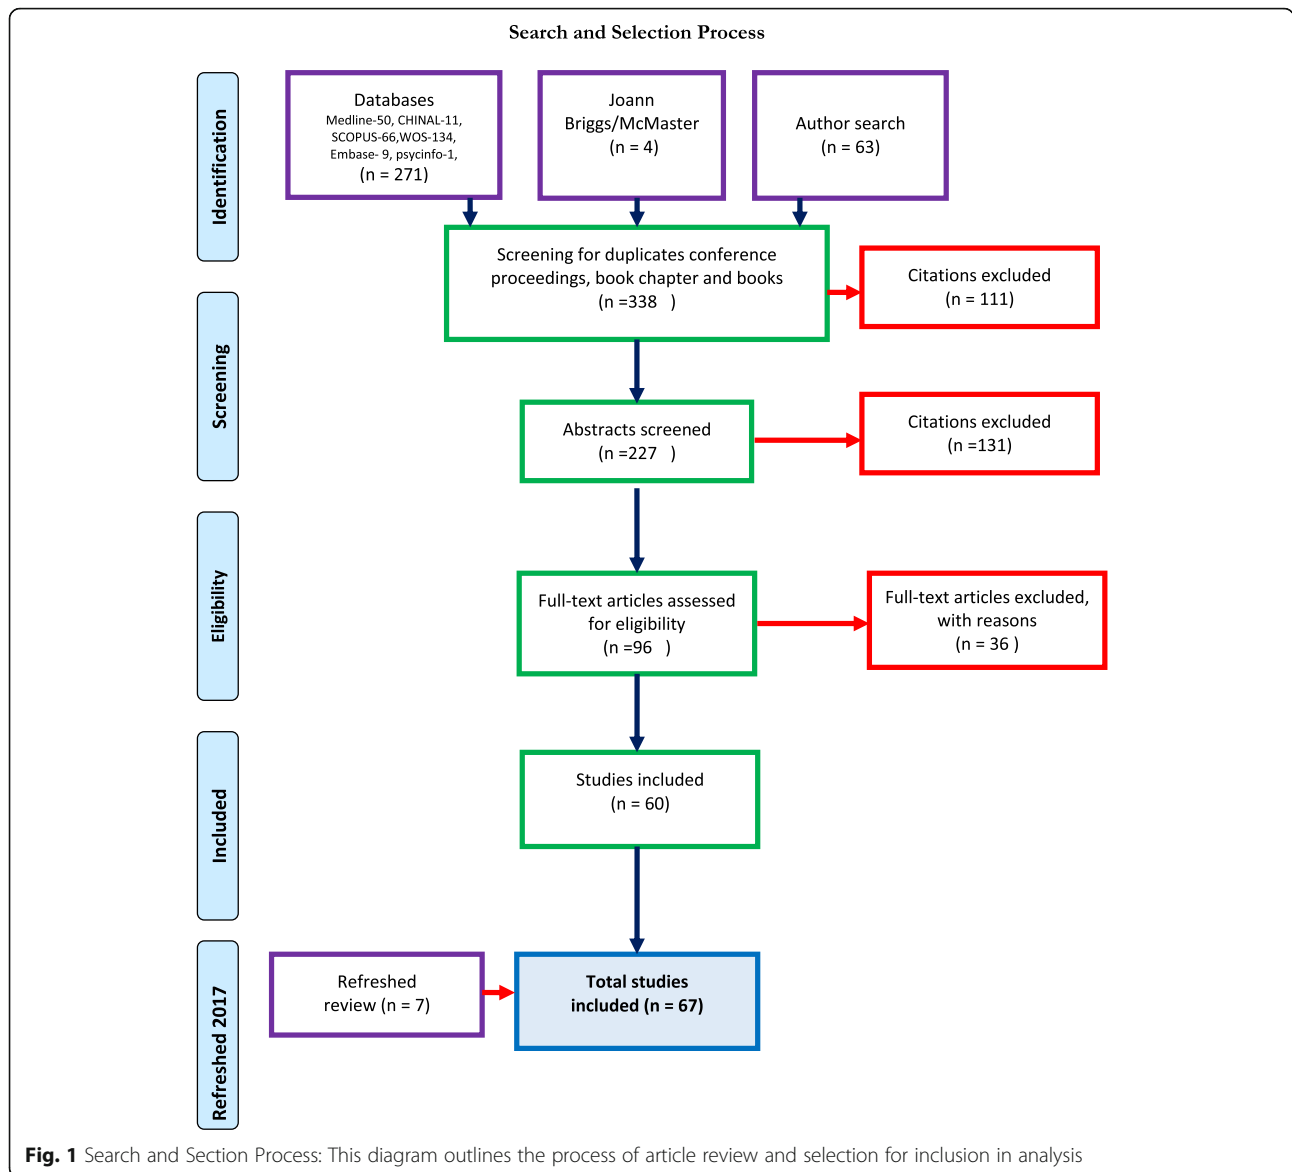 Search and Selection Process
Identification
Databases
Medline-50, CHINAL-11,
SCOPUS-66,WOS-134,
Embase- 9, psycinfo-1,
(n = 271)
Joann
Briggs/McMaster
(n = 4)
Author search
(n = 63)
Screening for duplicates conference
proceedings, book chapter and books
(n =338 )
Citations excluded
(n = 111)
Screening
Abstracts screened
(n =227 )
Citations excluded
(n =131)
Eligibility
Full-text articles assessed
for eligibility
(n =96 )
Full-text articles excluded,
with reasons
(n = 36 )
Included
Studies included
(n = 60)
Refreshed 2017
Refreshed
review (n = 7)
Total studies
included (n = 67)
Fig. 1 Search and Section Process: This diagram outlines the process of article review and selection for inclusion in analysis